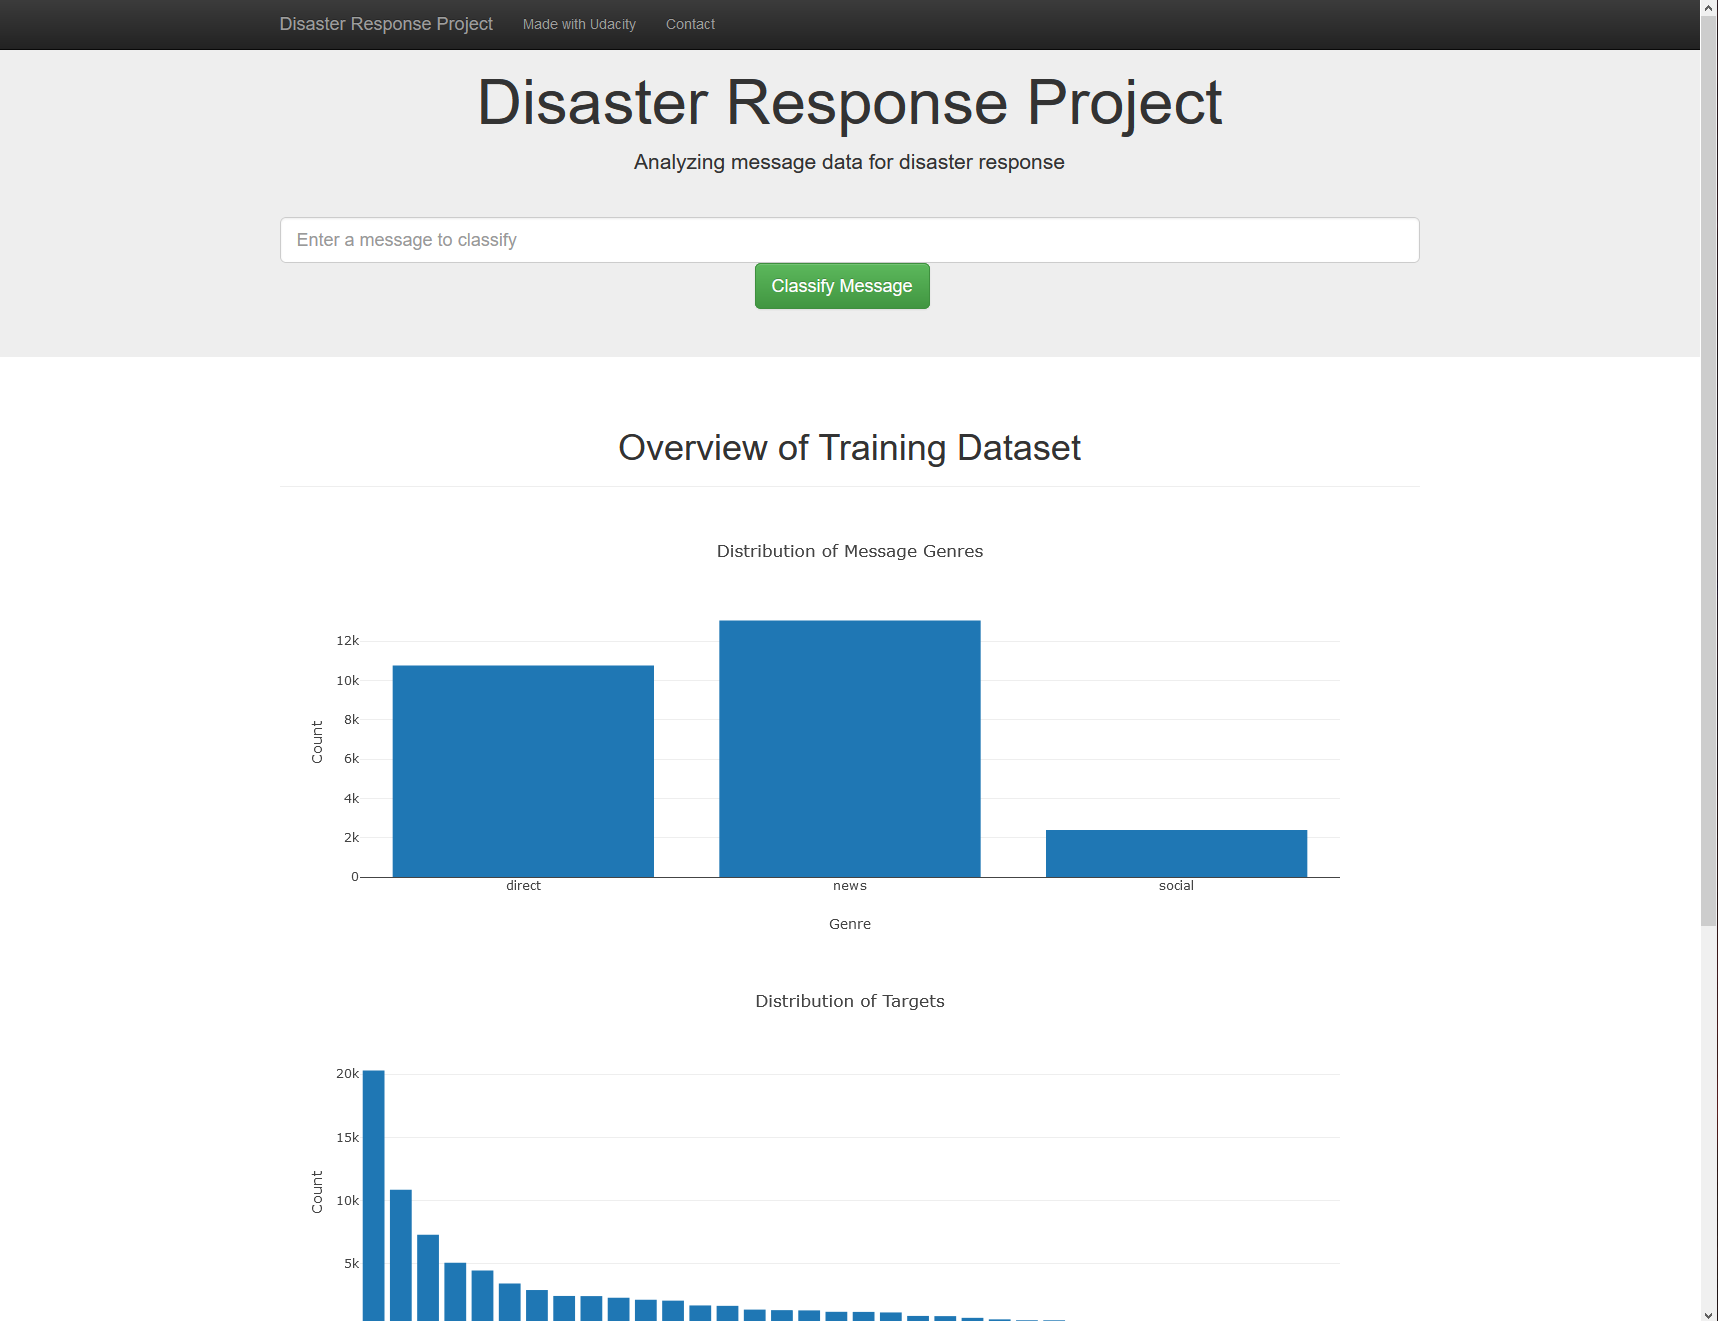 Disaster Response Project Made with Udacity Contact
Disaster Response Project
Analyzing message data for disaster response
Enter a message to classify
Classify Message
Overview of Training Dataset
Distribution of Message Genres
12k
10k
8k
6k
4k
2k
0
Count
direct news social
Genre
Distribution of Targets
20k
15k
10k
5k
Count